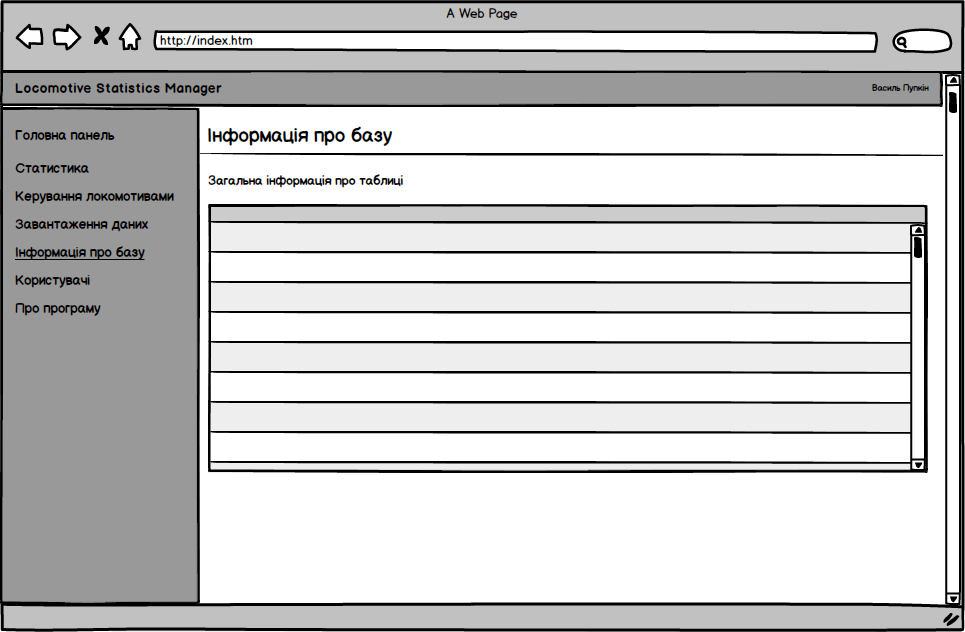 A Web Page
http://index.htm
Locomotive Statistics Manager
Василь Пупкін
Головна панель
Статистика
Керування локомотивами
Завантаження даних
Інформація про базу
Користувачі
Про програму
Інформація про базу
Загальна інформація про таблиці